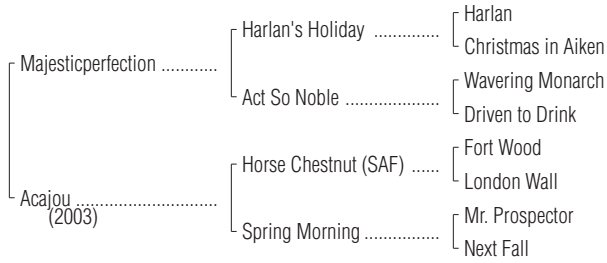 Harlan
Harlan's Holiday ..............
Christmas in Aiken
Majesticperfection ............
Wavering Monarch
Act So Noble ....................
Driven to Drink
Fort Wood
Horse Chestnut (SAF) ......
London Wall
Acajou ..............................
(2003)
Mr. Prospector
Spring Morning ................
Next Fall